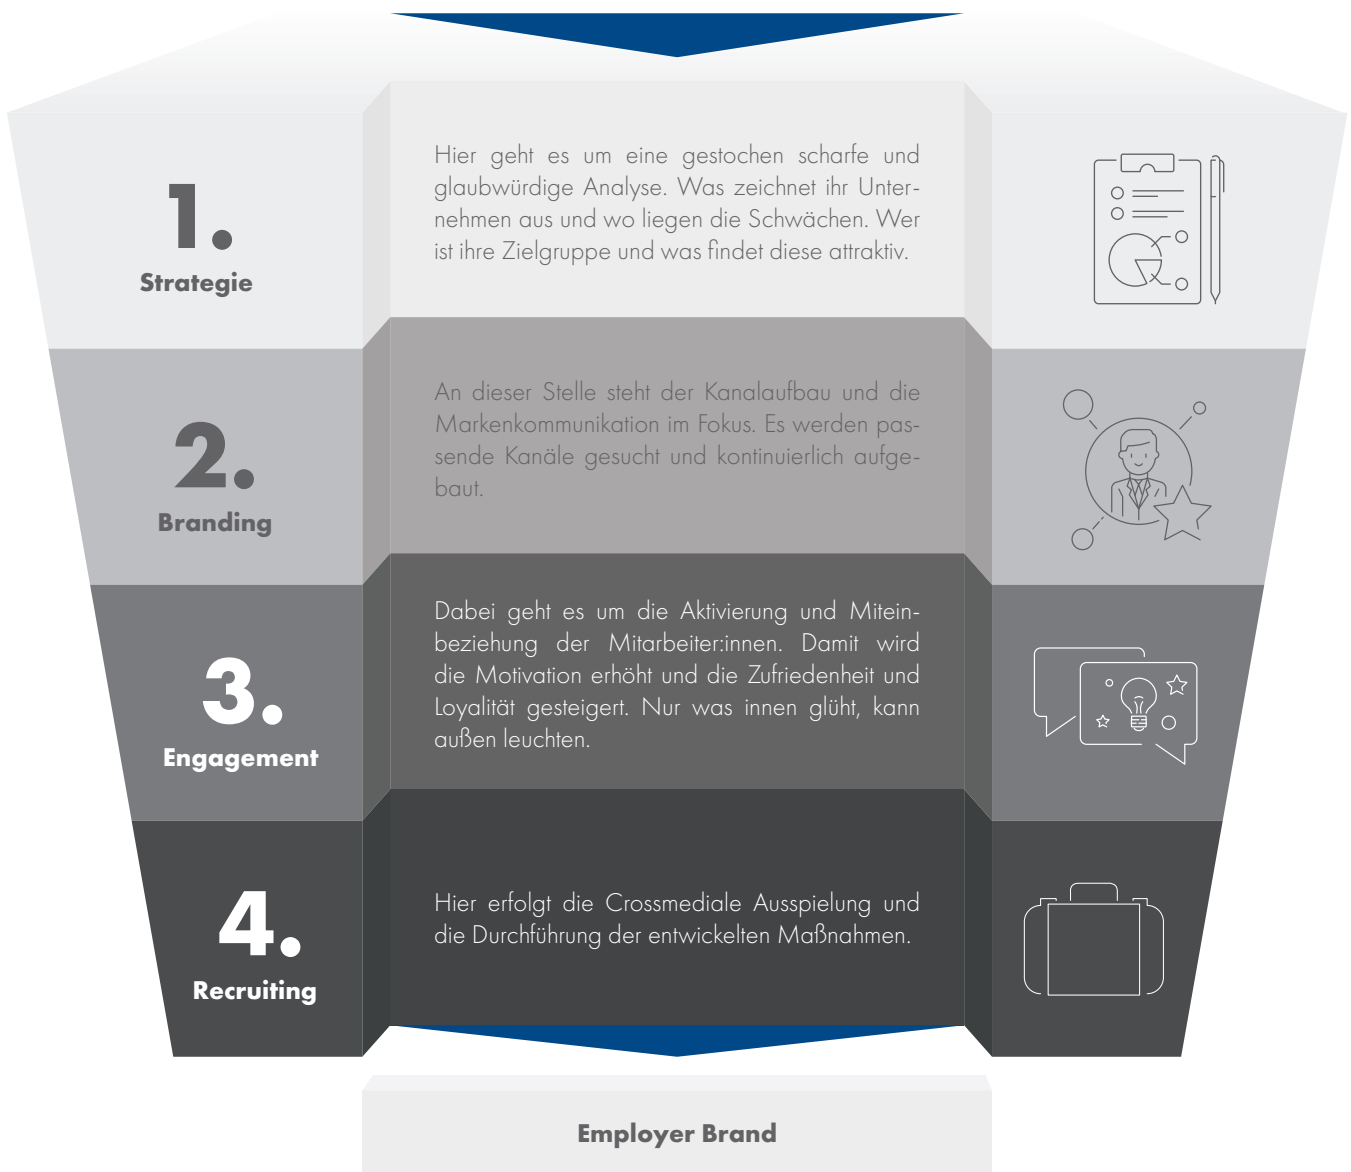 1.
Strategie
Hier geht es um eine gestochen scharfe und
glaubwürdige Analyse. Was zeichnet ihr Unter-
nehmen aus und wo liegen die Schwächen. Wer
ist ihre Zielgruppe und was findet diese attraktiv.
2.
Branding
An dieser Stelle steht der Kanalaufbau und die
Markenkommunikation im Fokus. Es werden pas-
sende Kanäle gesucht und kontinuierlich aufge-
baut.
3.
Engagement
Dabei geht es um die Aktivierung und Mitein-
beziehung der Mitarbeiter:innen. Damit wird
die Motivation erhöht und die Zufriedenheit und
Loyalität gesteigert. Nur was innen glüht, kann
außen leuchten.
4.
Recruiting
Hier erfolgt die Crossmediale Ausspielung und
die Durchführung der entwickelten Maßnahmen.
Employer Brand